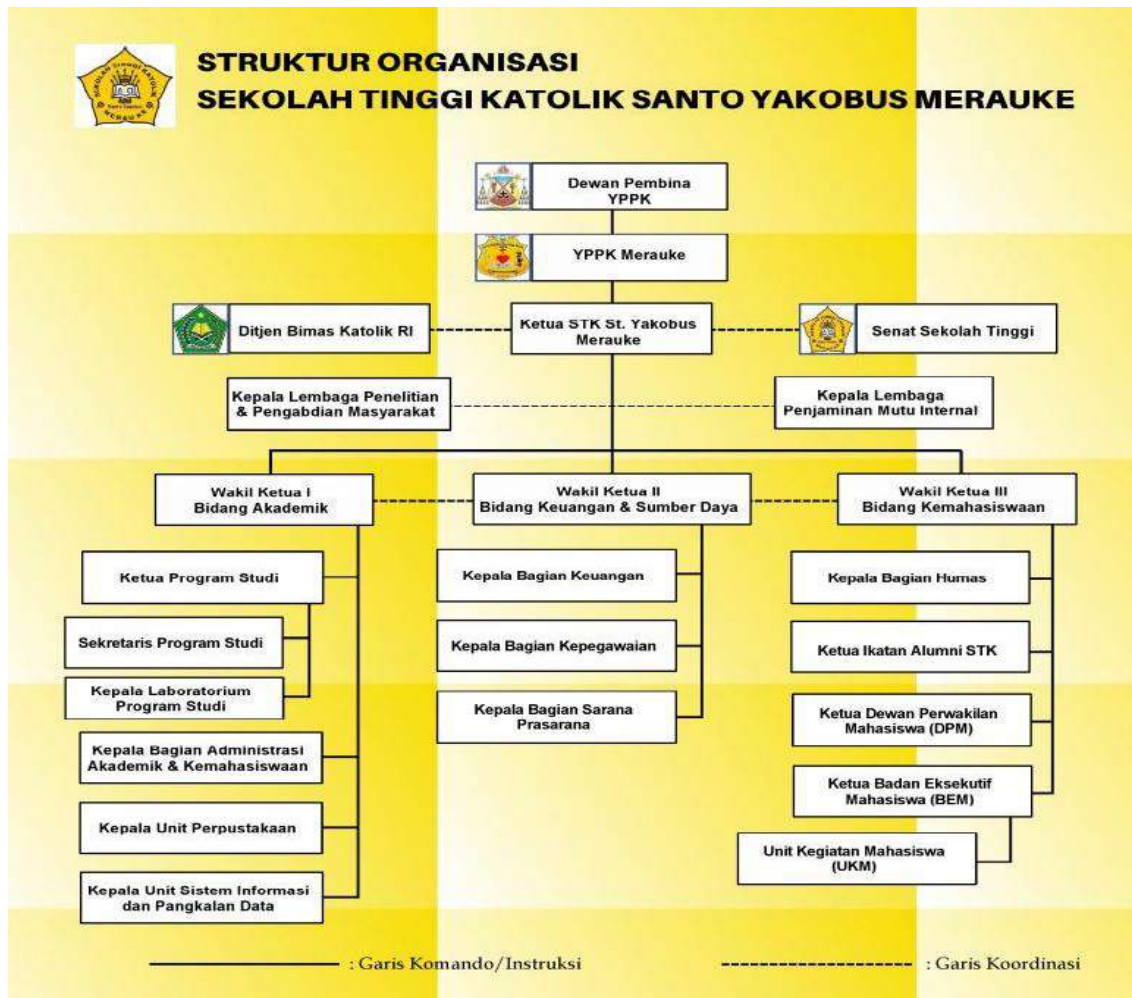 STRUKTUR ORGANISASI
SEKOLAH TINGGI KATOLIK SANTO YAKOBUS MERAUKE
Dewan Pembina
YPPK
YPPK Merauke
Ditjen Bimas Katolik RI
Ketua STK St. Yakobus
Merauke
Senat Sekolah Tinggi
Kepala Lembaga Penelitian
& Pengabdian Masyarakat
Kepala Lembaga
Penjaminan Mutu Internal
Wakil Ketua I
Bidang Akademik
Wakil Ketua II
Bidang Keuangan & Sumber Daya
Wakil Ketua III
Bidang Kemahasiswaan
Ketua Program Studi
Sekretaris Program Studi
Kepala Laboratorium
Program Studi
Kepala Bagian Administrasi
Akademik & Kemahasiswaan
Kepala Unit Perpustakaan
Kepala Unit Sistem Informasi
dan Pangkalan Data
Kepala Bagian Keuangan
Kepala Bagian Kepegawaian
Kepala Bagian Sarana
Prasarana
Kepala Bagian Humas
Ketua Ikatan Alumni STK
Ketua Dewan Perwakilan
Mahasiswa (DPM)
Ketua Badan Eksekutif
Mahasiswa (BEM)
Unit Kegiatan Mahasiswa
(UKM)
: Garis Komando/Instruksi
: Garis Koordinasi